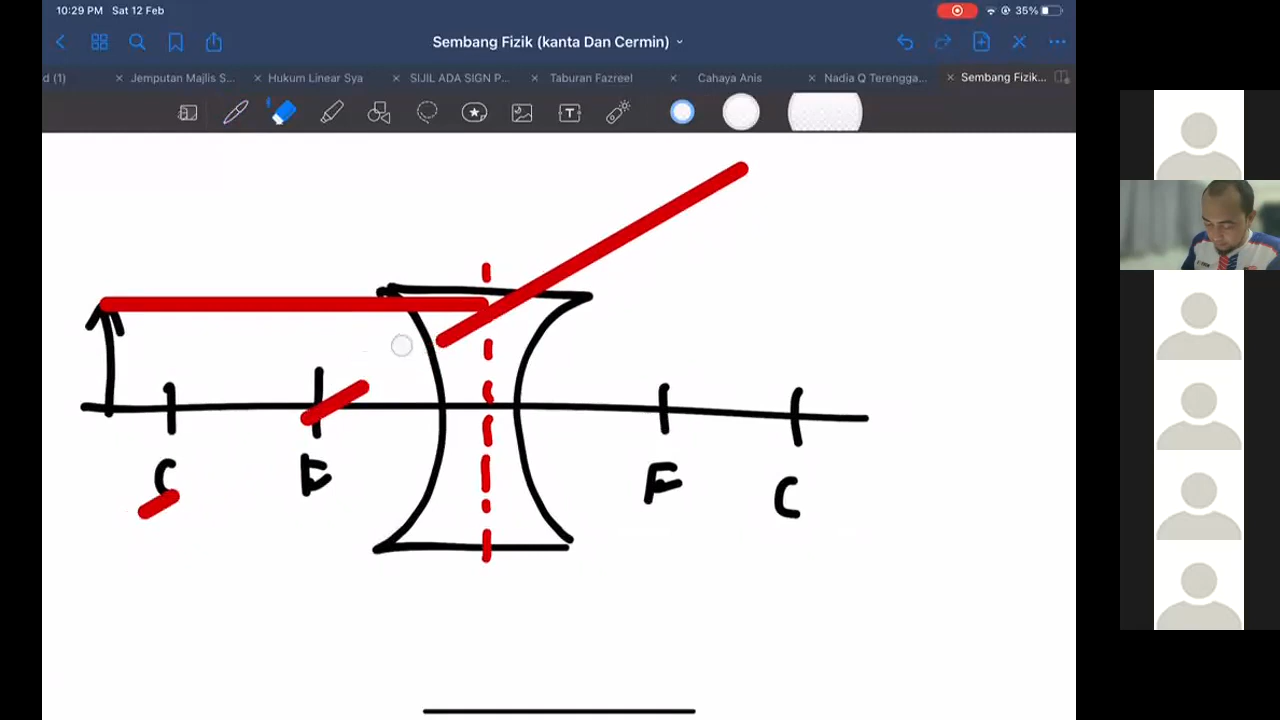 10:29 PM Sat 12 Feb
35%
Sembang Fizik (kanta Dan Cermin)
d (1)
Jemputan Majlis S...
Hukum Linear Sya
SIJIL ADA SIGN P...
Taburan Fazreel
Cahaya Anis
Nadia Q Terengga...
Sembang Fizik...
T
C F F C